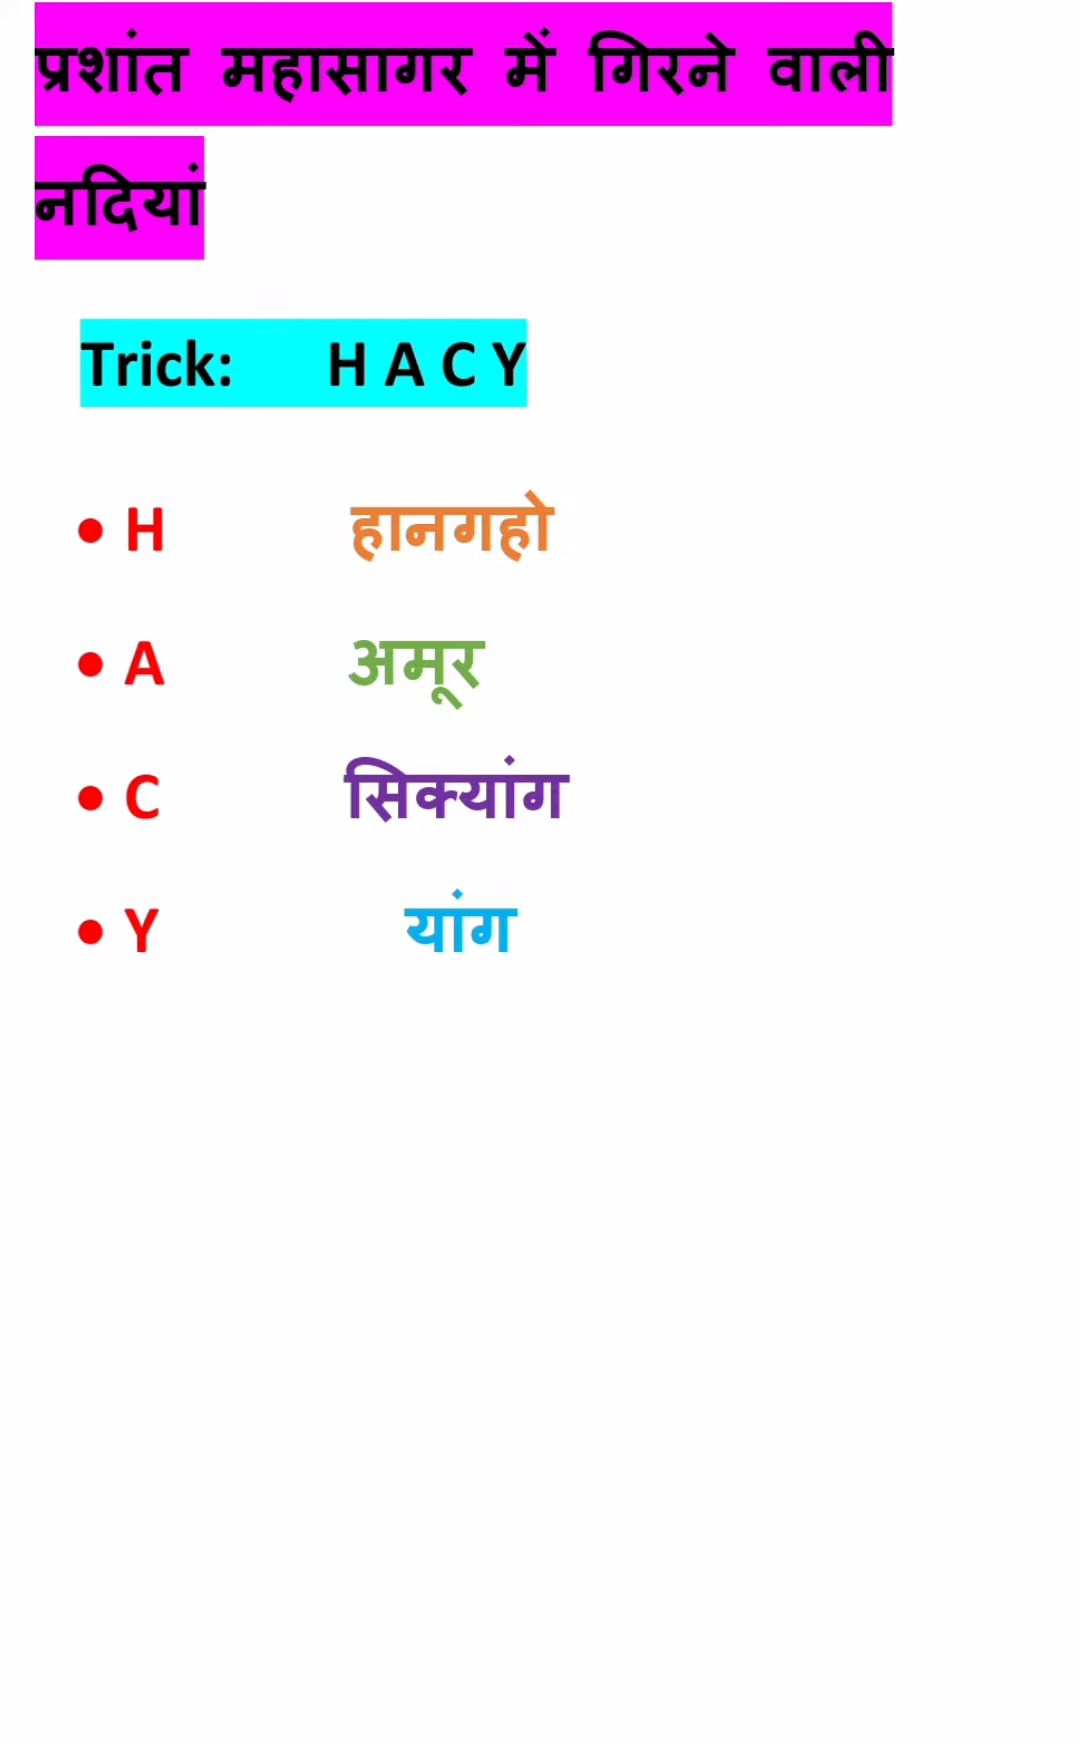 प्रशांत महासागर में गिरने वाली
नदियां
Trick: H A C Y
• H हानगहो
• A अमूर
• C सिक्यांग
• Y यांग